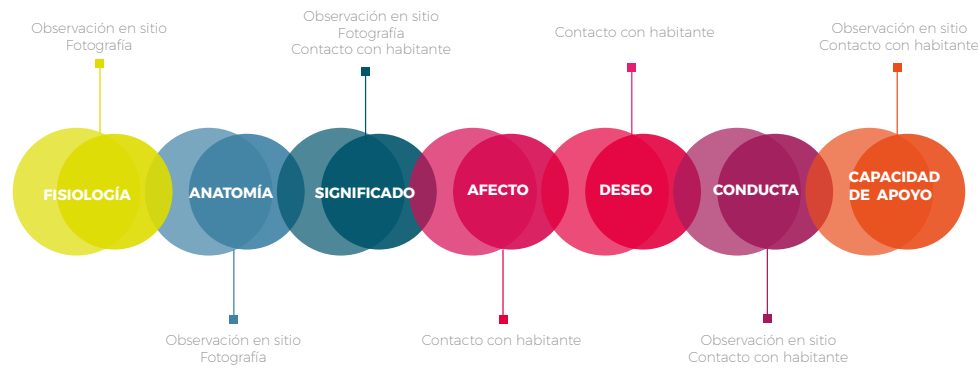 Observación en sitio
Fotografía
Observación en sitio
Fotografía
Contacto con habitante
Contacto con habitante
Observación en sitio
Contacto con habitante
FISIOLOGÍA
ANATOMÍA
SIGNIFICADO
AFECTO
DESEO
CONDUCTA
CAPACIDAD
DE APOYO
Observación en sitio
Fotografía
Contacto con habitante
Observación en sitio
Contacto con habitante